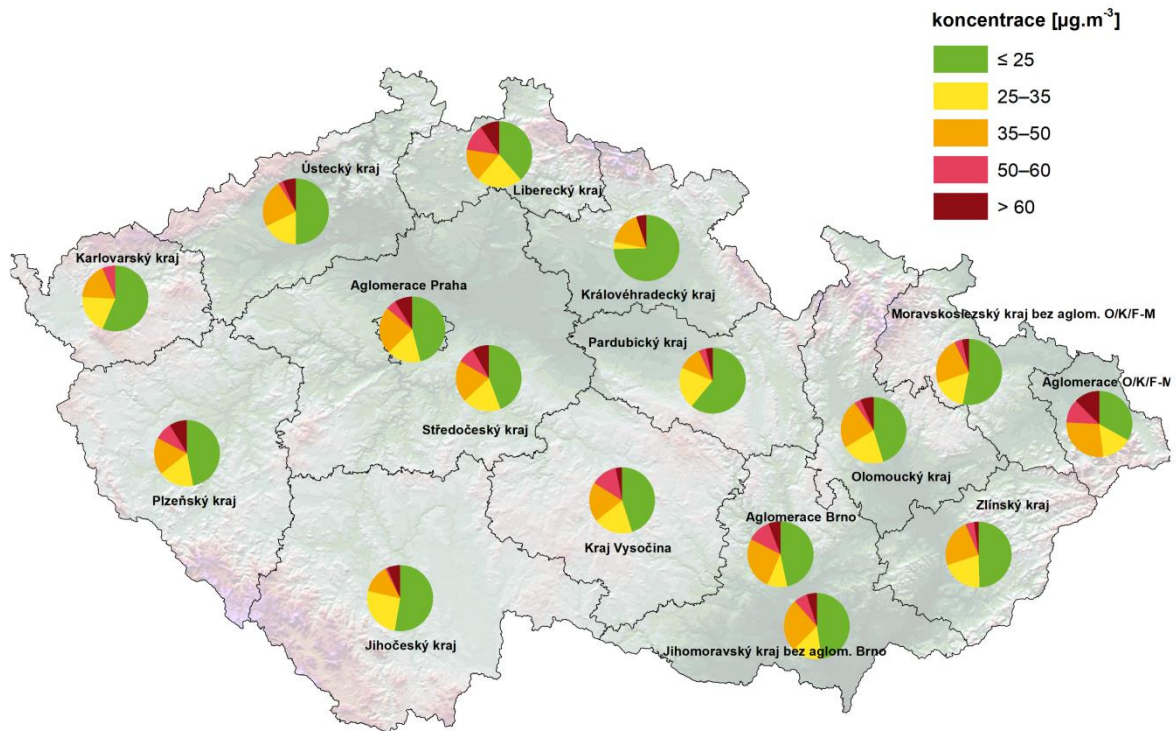 koncentrace [µg.m⁻³]
≤ 25
25–35
35–50
50–60
> 60
Ústecký kraj
Liberecký kraj
Karlovarský kraj
Aglomerace Praha
Královéhradecký kraj
Moravskoslezský kraj bez aglom. O/K/F-M
Pardubický kraj
Aglomerace O/K/F-M
Středočeský kraj
Olomoucký kraj
Plzeňský kraj
Zlínský kraj
Aglomerace Brno
Kraj Vysočina
Jihočeský kraj
Jihomoravský kraj bez aglom. Brno